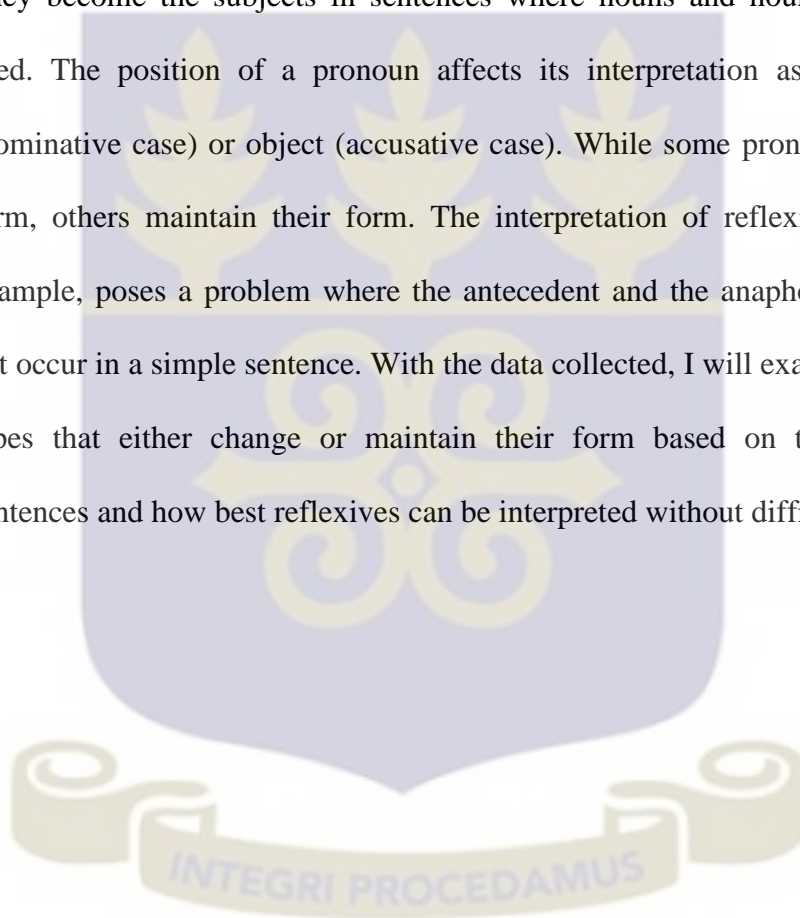 ey become the subjects in sentences where nouns and nou
ed. The position of a pronoun affects its interpretation as
ominative case) or object (accusative case). While some pron
rm, others maintain their form. The interpretation of reflexi
ample, poses a problem where the antecedent and the anapho
t occur in a simple sentence. With the data collected, I will exa
pes that either change or maintain their form based on t
ntences and how best reflexives can be interpreted without diffi
INTEGRI PROCEDAMUS